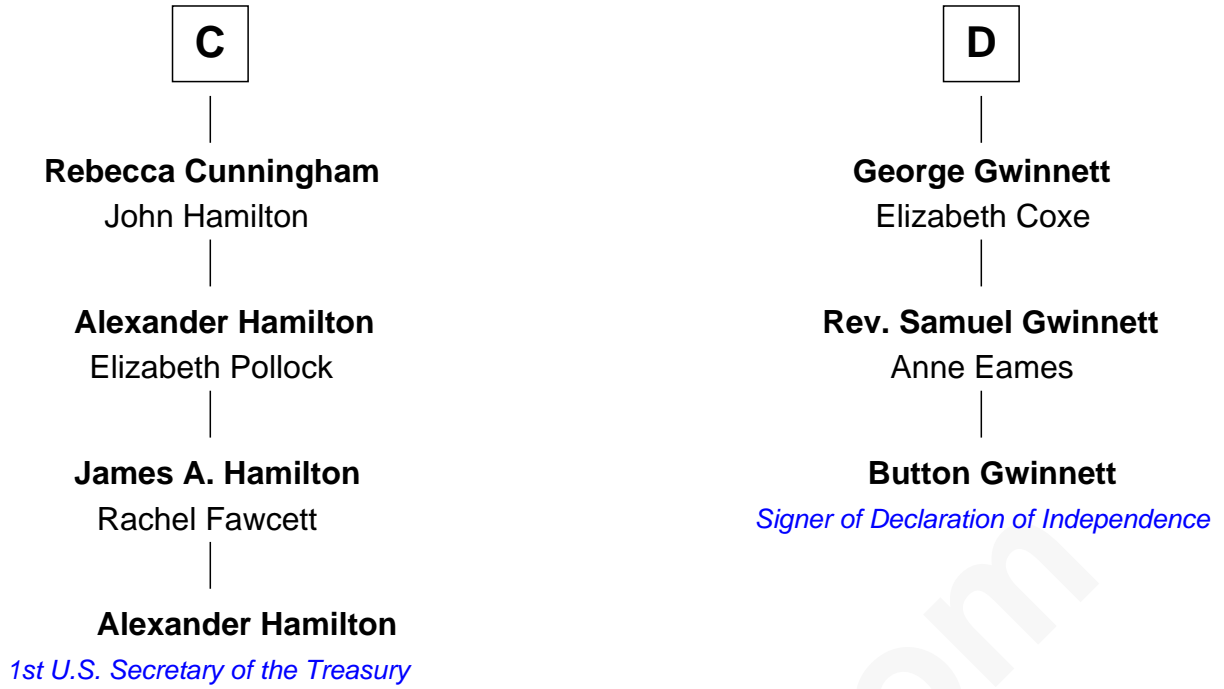 C
Rebecca Cunningham
John Hamilton
Alexander Hamilton
Elizabeth Pollock
James A. Hamilton
Rachel Fawcett
Alexander Hamilton
1st U.S. Secretary of the Treasury
D
George Gwinnett
Elizabeth Coxe
Rev. Samuel Gwinnett
Anne Eames
Button Gwinnett
Signer of Declaration of Independence
om